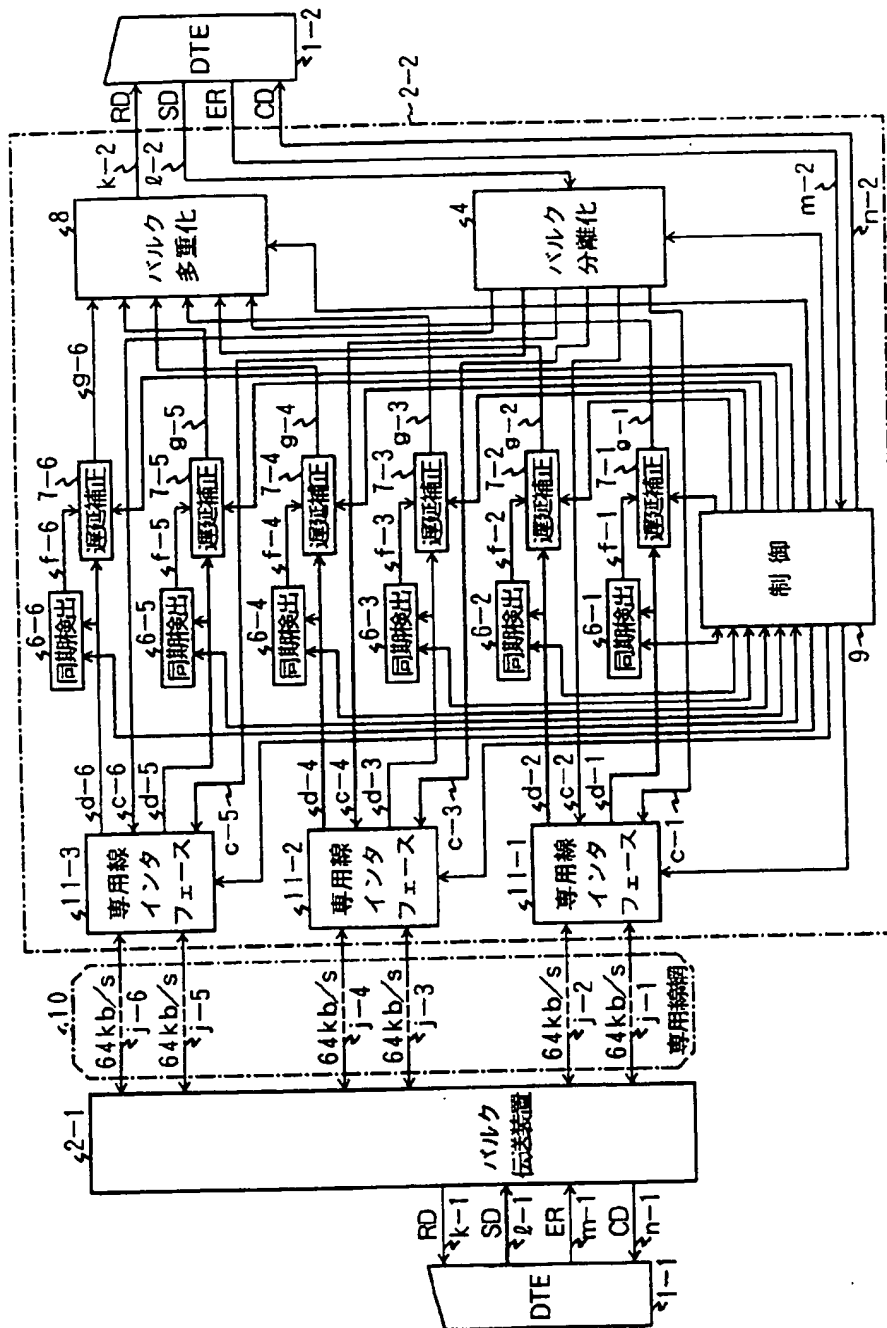 DTE
1-1
RD
k-1
SD
ℓ-1
ER
m-1
CD
n-1
2-1
バルク
伝送装置
10
64kb/s
j-6
64kb/s
j-5
64kb/s
j-4
64kb/s
j-3
64kb/s
j-2
64kb/s
j-1
専用線網
11-3
専用線
インタ
フェース
11-2
専用線
インタ
フェース
11-1
専用線
インタ
フェース
d-6
c-6
d-5
c-5
d-4
c-4
d-3
c-3
d-2
c-2
d-1
c-1
6-6
同期検出
f-6
7-6
遅延補正
9-6
6-5
同期検出
f-5
7-5
遅延補正
g-5
6-4
同期検出
f-4
7-4
遅延補正
g-4
6-3
同期検出
f-3
7-3
遅延補正
g-3
6-2
同期検出
f-2
7-2
遅延補正
g-2
6-1
同期検出
f-1
7-1
遅延補正
g-1
制御
9
8
バルク
多重化
4
バルク
分離化
k-2
ℓ-2
m-2
n-2
2-2
RD
SD
ER
CD
DTE
1-2